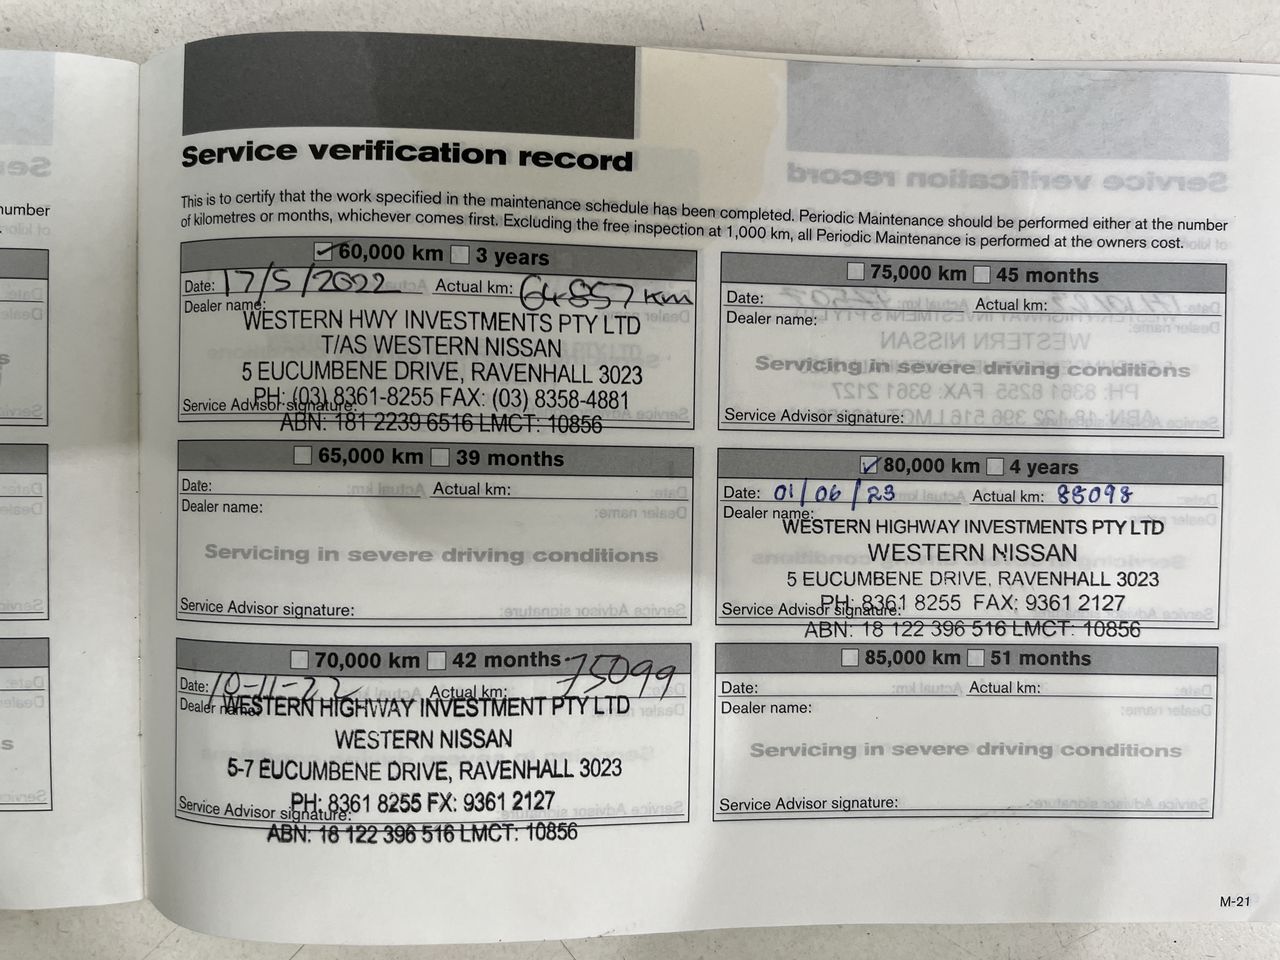 Service verification record
This is to certify that the work specified in the maintenance schedule has been completed. Periodic Maintenance should be performed either at the number
of kilometres or months, whichever comes first. Excluding the free inspection at 1,000 km, all Periodic Maintenance is performed at the owners cost.
60,000 km 3 years
Date: 17/5/2022 Actual km: 64857 km
Dealer name:
WESTERN HWY INVESTMENTS PTY LTD
T/AS WESTERN NISSAN
5 EUCUMBENE DRIVE, RAVENHALL 3023
PH: (03) 8361-8255 FAX: (03) 8358-4881
Service Advisor signature:
ABN: 181 2239 6516 LMCT: 10856
65,000 km 39 months
Date: Actual km:
Dealer name:
Servicing in severe driving conditions
Service Advisor signature:
70,000 km 42 months
Date: 10-11-22 Actual km: 75099
Dealer name:
WESTERN HIGHWAY INVESTMENT PTY LTD
WESTERN NISSAN
5-7 EUCUMBENE DRIVE, RAVENHALL 3023
PH: 8361 8255 FX: 9361 2127
Service Advisor signature:
ABN: 18 122 396 516 LMCT: 10856
75,000 km 45 months
Date: Actual km:
Dealer name:
Servicing in severe driving conditions
Service Advisor signature:
80,000 km 4 years
Date: 01/06/23 Actual km: 88098
Dealer name:
WESTERN HIGHWAY INVESTMENTS PTY LTD
WESTERN NISSAN
5 EUCUMBENE DRIVE, RAVENHALL 3023
PH: 8361 8255 FAX: 9361 2127
Service Advisor signature:
ABN: 18 122 396 516 LMCT: 10856
85,000 km 51 months
Date: Actual km:
Dealer name:
Servicing in severe driving conditions
Service Advisor signature:
M-21